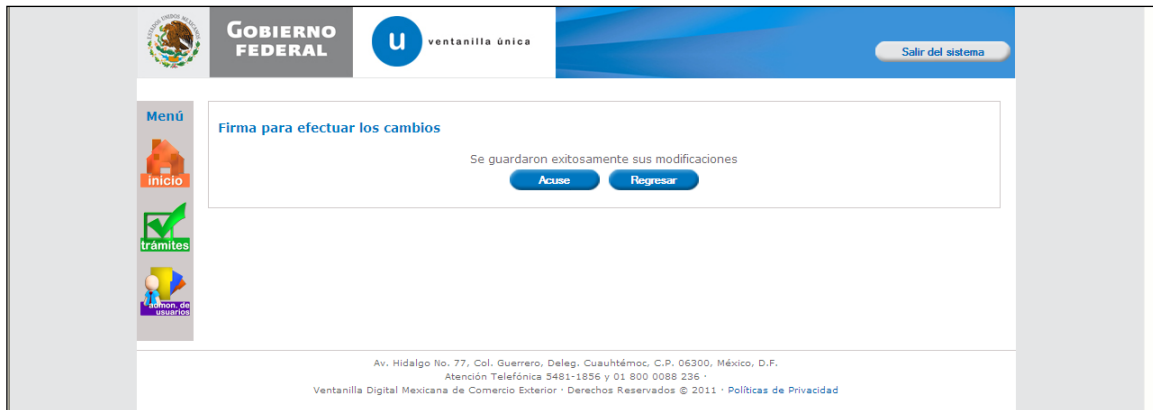 ESTADOS UNIDOS MEXICANOS
GOBIERNO
FEDERAL
u
ventanilla única
Salir del sistema
Menú
inicio
trámites
admon. de
usuarios
Firma para efectuar los cambios
Se guardaron exitosamente sus modificaciones
Acuse
Regresar
Av. Hidalgo No. 77, Col. Guerrero, Deleg. Cuauhtémoc, C.P. 06300, México, D.F.
Atención Telefónica 5481-1856 y 01 800 0088 236 ·
Ventanilla Digital Mexicana de Comercio Exterior · Derechos Reservados © 2011 · Políticas de Privacidad